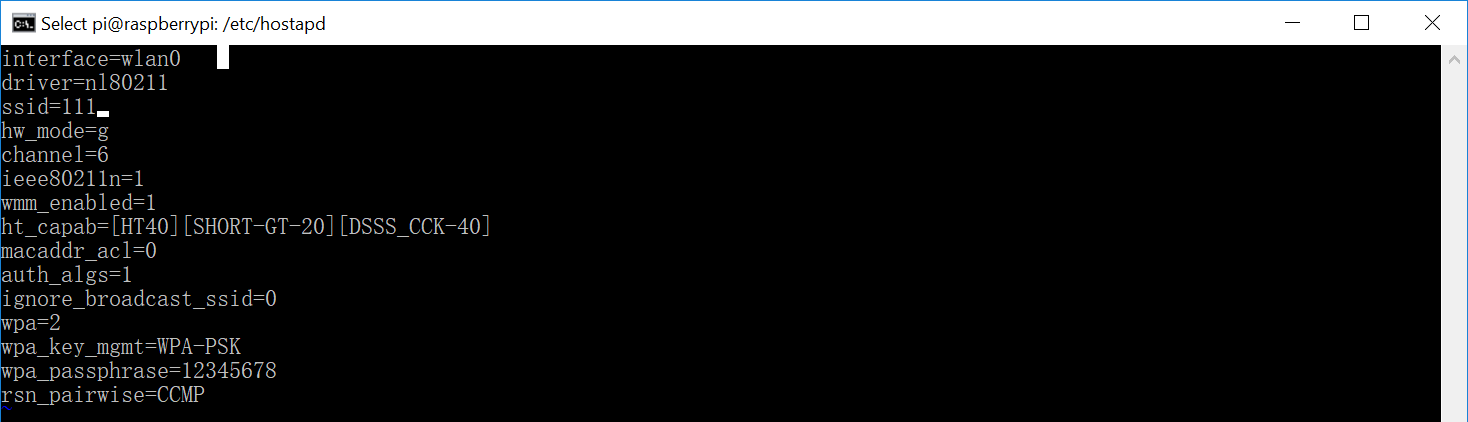 Select pi@raspberrypi: /etc/hostapd
interface=wlan0
driver=nl80211
ssid=111
hw_mode=g
channel=6
ieee80211n=1
wmm_enabled=1
ht_capab=[HT40][SHORT-GT-20][DSSS_CCK-40]
macaddr_acl=0
auth_algs=1
ignore_broadcast_ssid=0
wpa=2
wpa_key_mgmt=WPA-PSK
wpa_passphrase=12345678
rsn_pairwise=CCMP